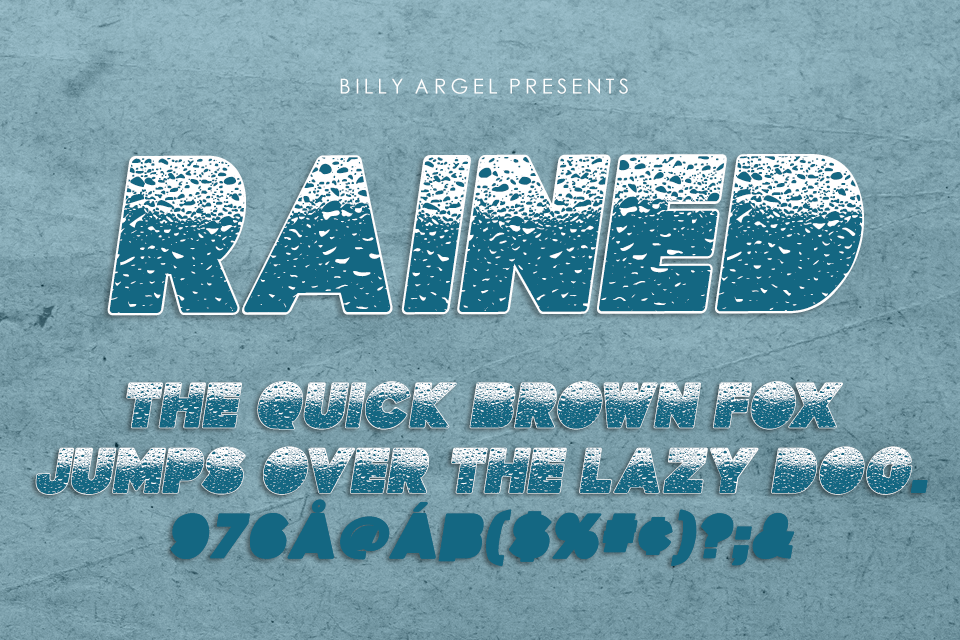 BILLY ARGEL PRESENTS
RAINED
THE QUICK BROWN FOX
JUMPS OVER THE LAZY DOG.
976Å@ÁB($%#¢)?;&